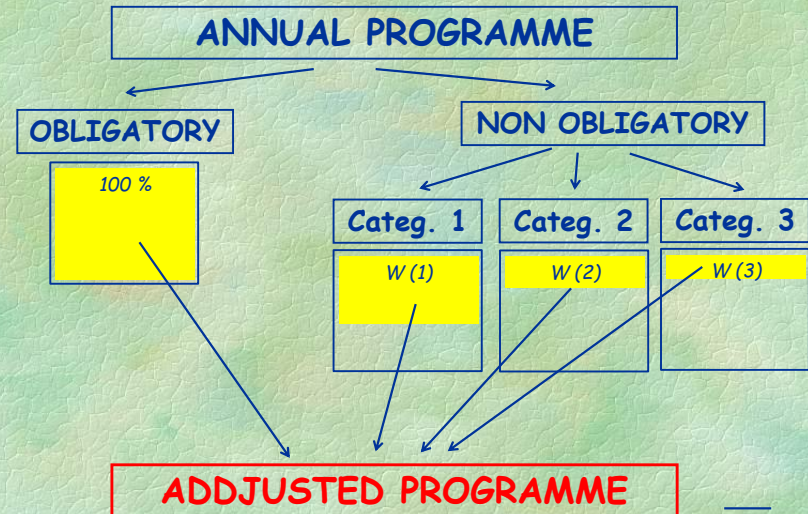 ANNUAL PROGRAMME
OBLIGATORY
NON OBLIGATORY
100 %
Categ. 1
Categ. 2
Categ. 3
W (1)
W (2)
W (3)
ADDJUSTED PROGRAMME